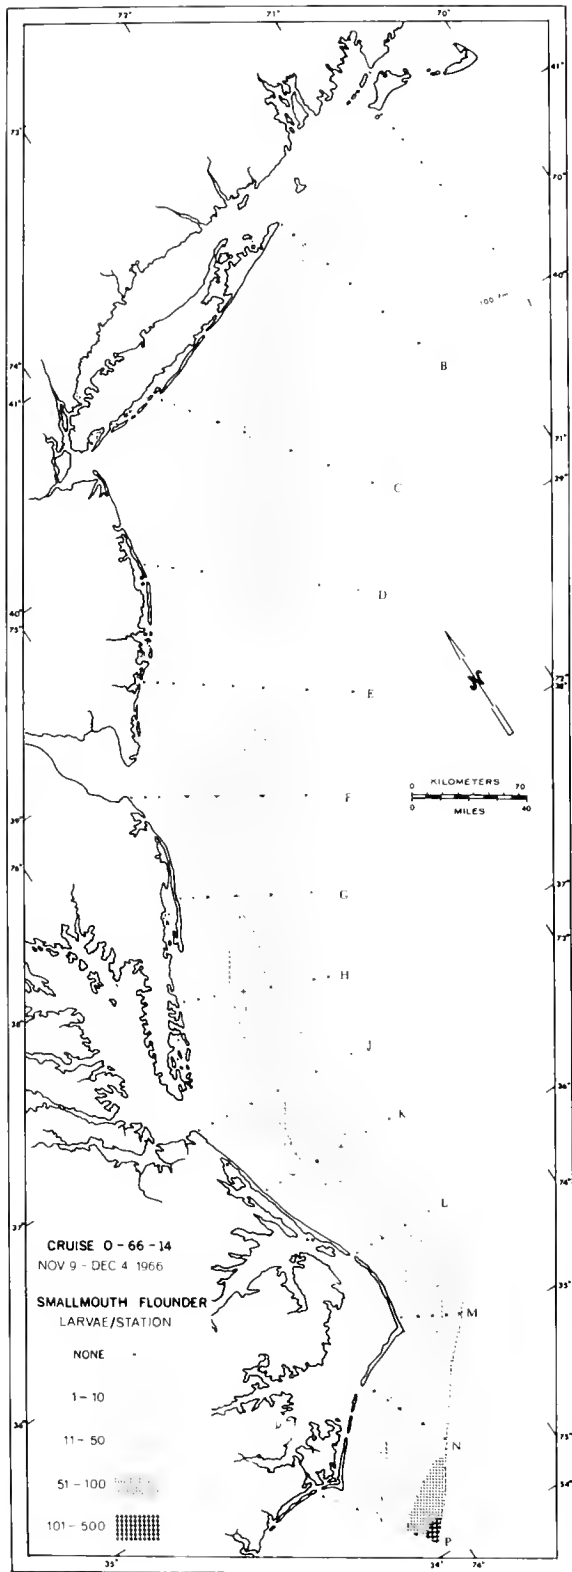 72° 71° 70°
41°
73°
70°
40°
100 Fm
B
74°
41°
71°
39°
C
D
40°
75°
E
N
KILOMETERS
0 70
0 40
MILES
F
39°
76°
37°
G
73°
H
38°
J
36°
K
74°
L
37°
CRUISE O-66-14
NOV 9 - DEC 4 1966
35°
SMALLMOUTH FLOUNDER
LARVAE/STATION
M
NONE
1-10
36°
11-50
75°
N
51-100
34°
101-500
P
35° 34° 76°